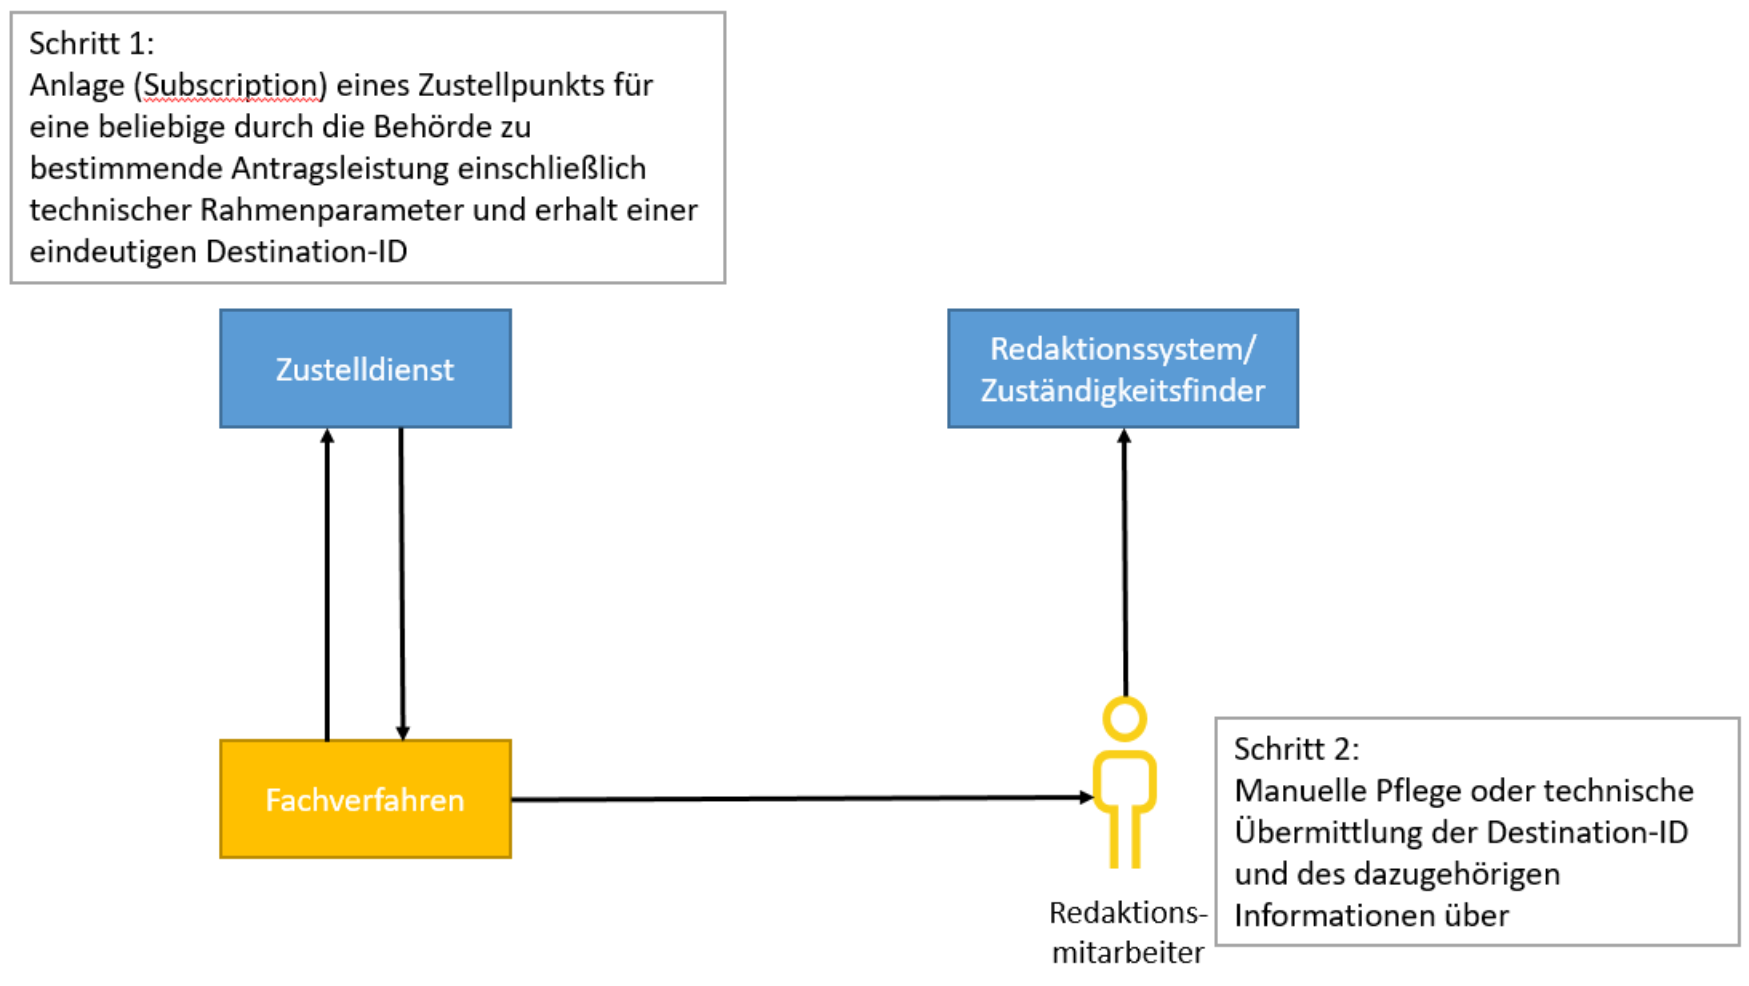 Schritt 1:
Anlage (Subscription) eines Zustellpunkts für
eine beliebige durch die Behörde zu
bestimmende Antragsleistung einschließlich
technischer Rahmenparameter und erhalt einer
eindeutigen Destination-ID
Zustelldienst
Redaktionssystem/
Zuständigkeitsfinder
Fachverfahren
Redaktions-
mitarbeiter
Schritt 2:
Manuelle Pflege oder technische
Übermittlung der Destination-ID
und des dazugehörigen
Informationen über